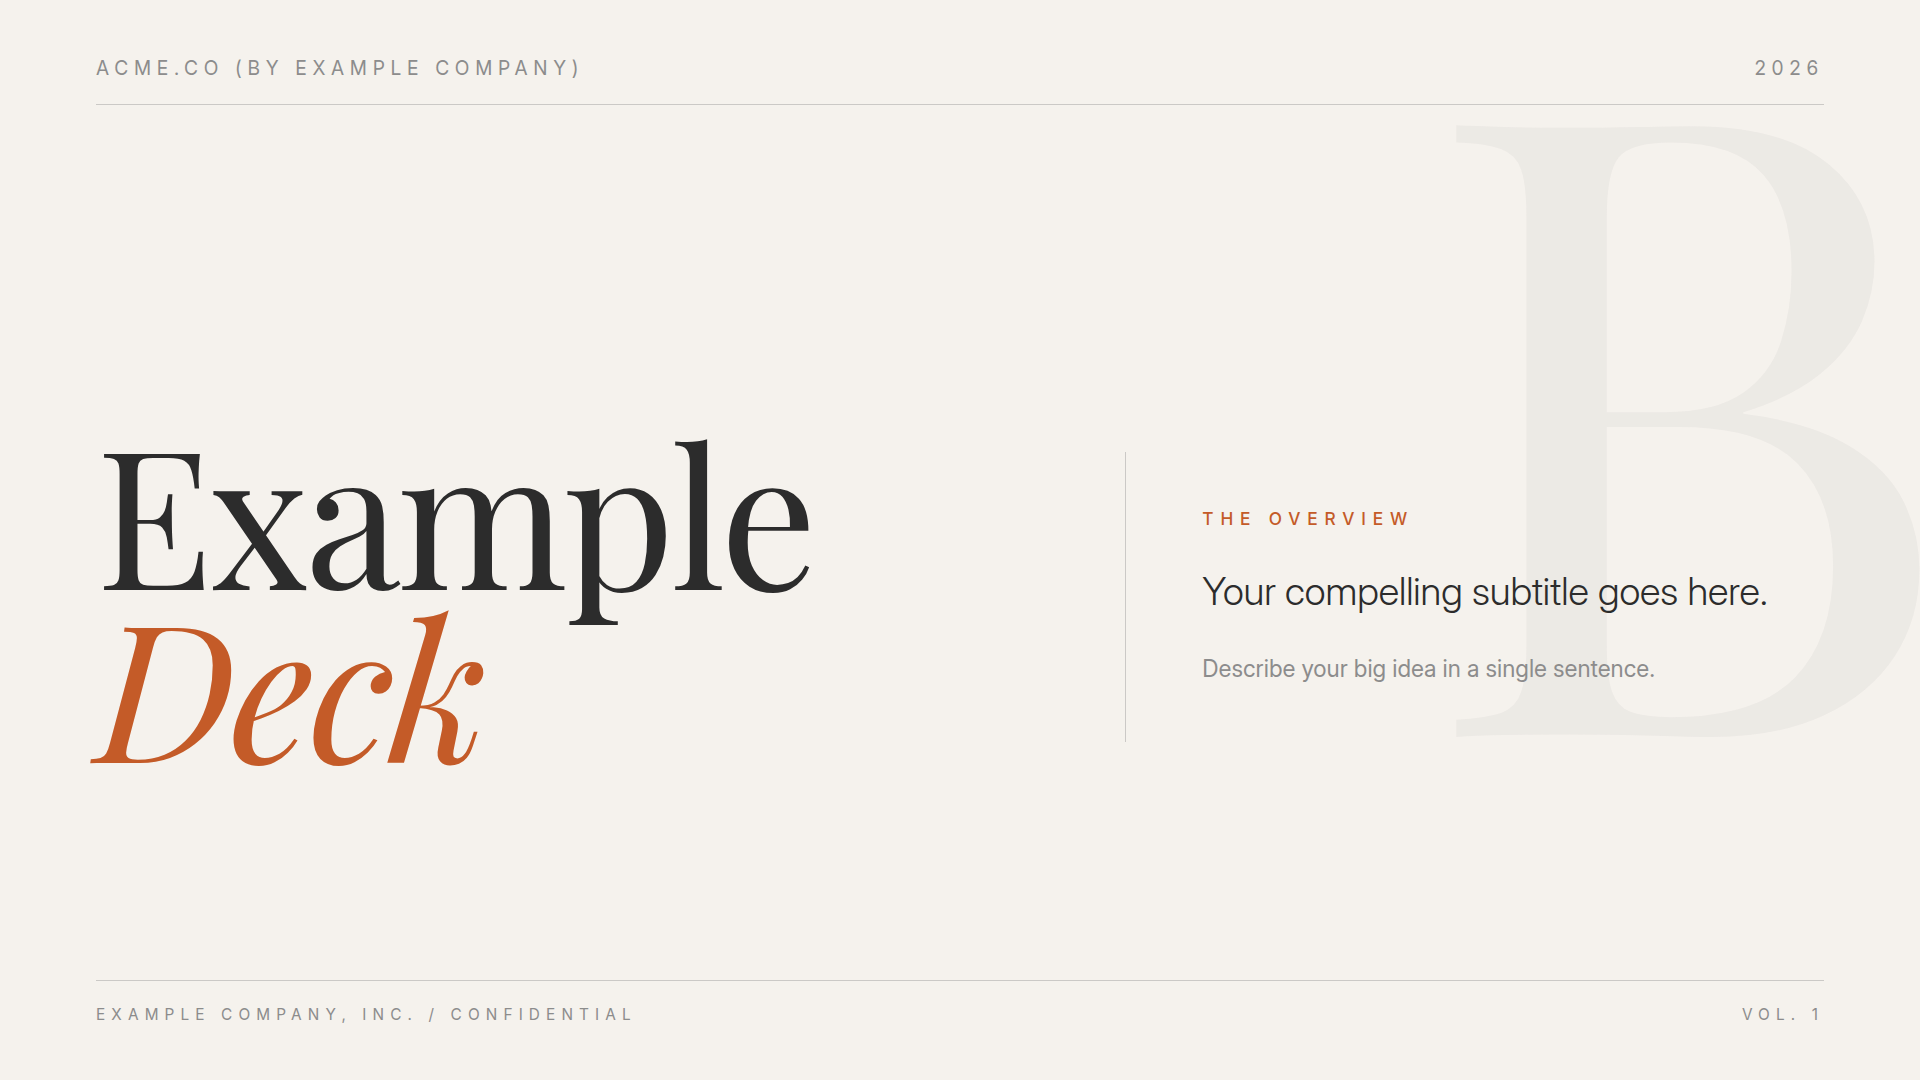 ACME.CO (BY EXAMPLE COMPANY)
2026
B
Example
Deck
THE OVERVIEW
Your compelling subtitle goes here.
Describe your big idea in a single sentence.
EXAMPLE COMPANY, INC. / CONFIDENTIAL
VOL. 1